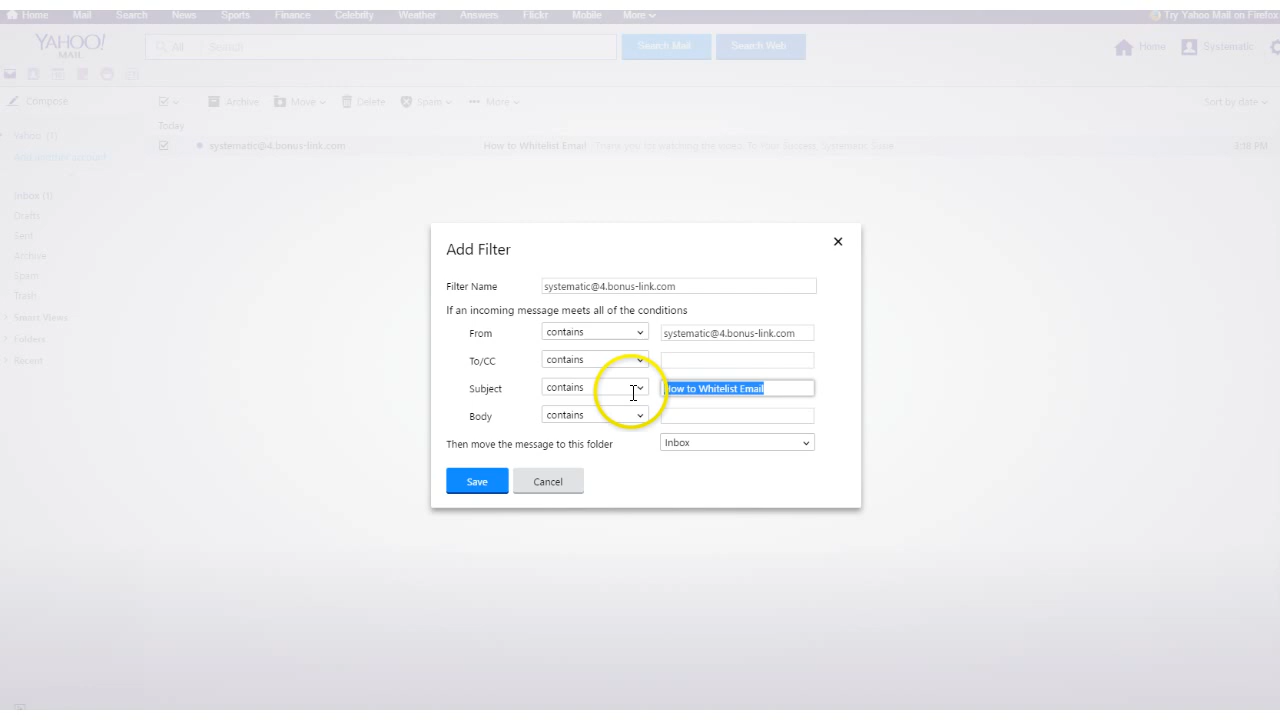 Home Mail Search News Sports Finance Celebrity Weather Answers Flickr Mobile More Try Yahoo Mail on Firefox
YAHOO! MAIL All Search Search Mail Search Web Home Systematic
Compose Archive Move Delete Spam More Sort by date
Today
Yahoo (1)
systematic@4.bonus-link.com How to Whitelist Email Thank you for watching the video. To Your Success, Systematic Susie 3:18 PM
Add another account
Inbox (1)
Drafts
Sent
Archive
Spam
Trash
Smart Views
Folders
Recent
Add Filter
Filter Name systematic@4.bonus-link.com
If an incoming message meets all of the conditions
From contains systematic@4.bonus-link.com
To/CC contains
Subject contains How to Whitelist Email
Body contains
Then move the message to this folder Inbox
Save Cancel